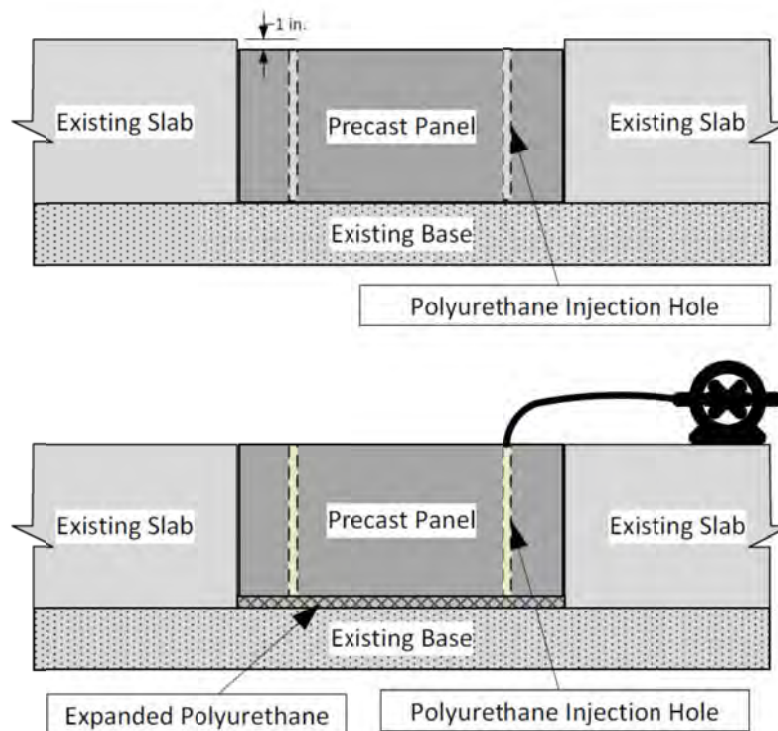 ~1 in.
Existing Slab
Precast Panel
Existing Slab
Existing Base
Polyurethane Injection Hole
Existing Slab
Precast Panel
Existing Slab
Existing Base
Expanded Polyurethane
Polyurethane Injection Hole